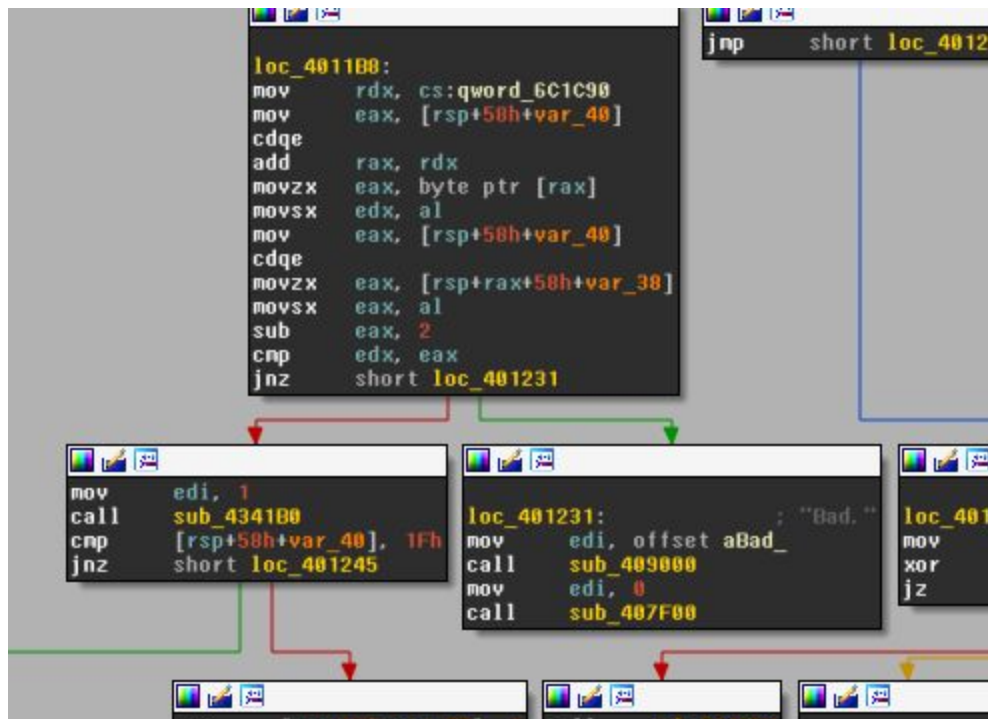 jmp short loc_4012
loc_4011B8:
mov rdx, cs:qword_6C1C90
mov eax, [rsp+58h+var_40]
cdqe
add rax, rdx
movzx eax, byte ptr [rax]
movsx edx, al
mov eax, [rsp+58h+var_40]
cdqe
movzx eax, [rsp+rax+58h+var_38]
movsx eax, al
sub eax, 2
cmp edx, eax
jnz short loc_401231
mov edi, 1
call sub_4341B0
cmp [rsp+58h+var_40], 1Fh
jnz short loc_401245
loc_401231: ; "Bad."
mov edi, offset aBad_
call sub_409000
mov edi, 0
call sub_407F00
loc_401
mov
xor
jz